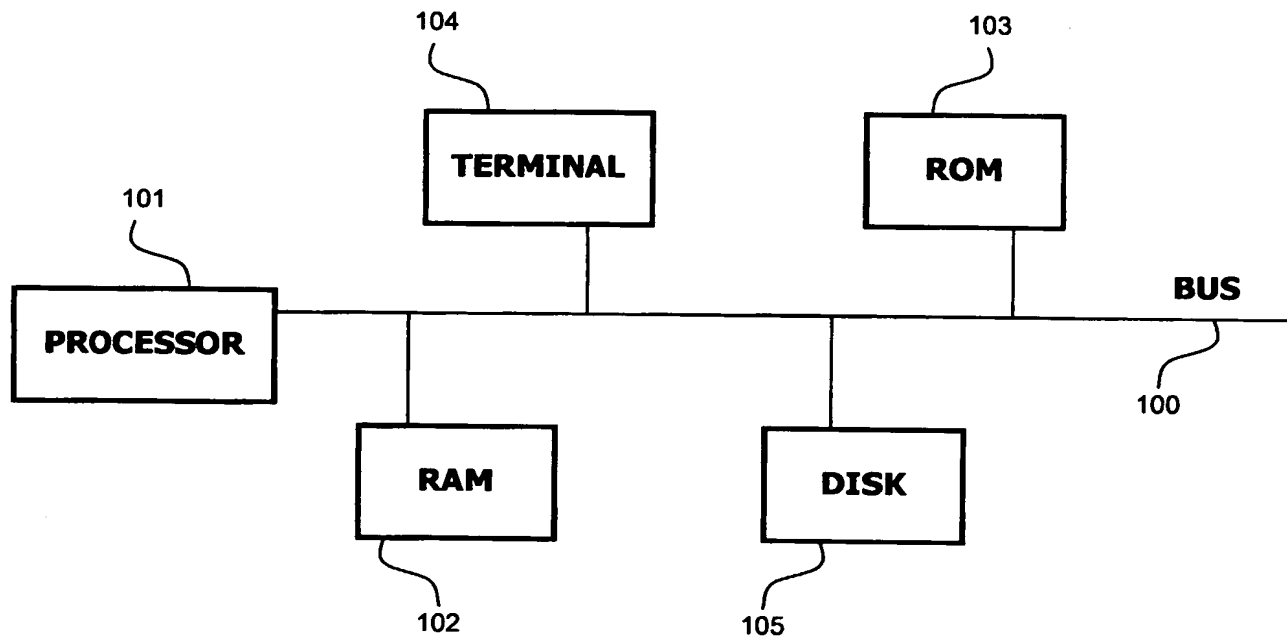 104
103
TERMINAL
ROM
101
BUS
PROCESSOR
100
RAM
DISK
102
105